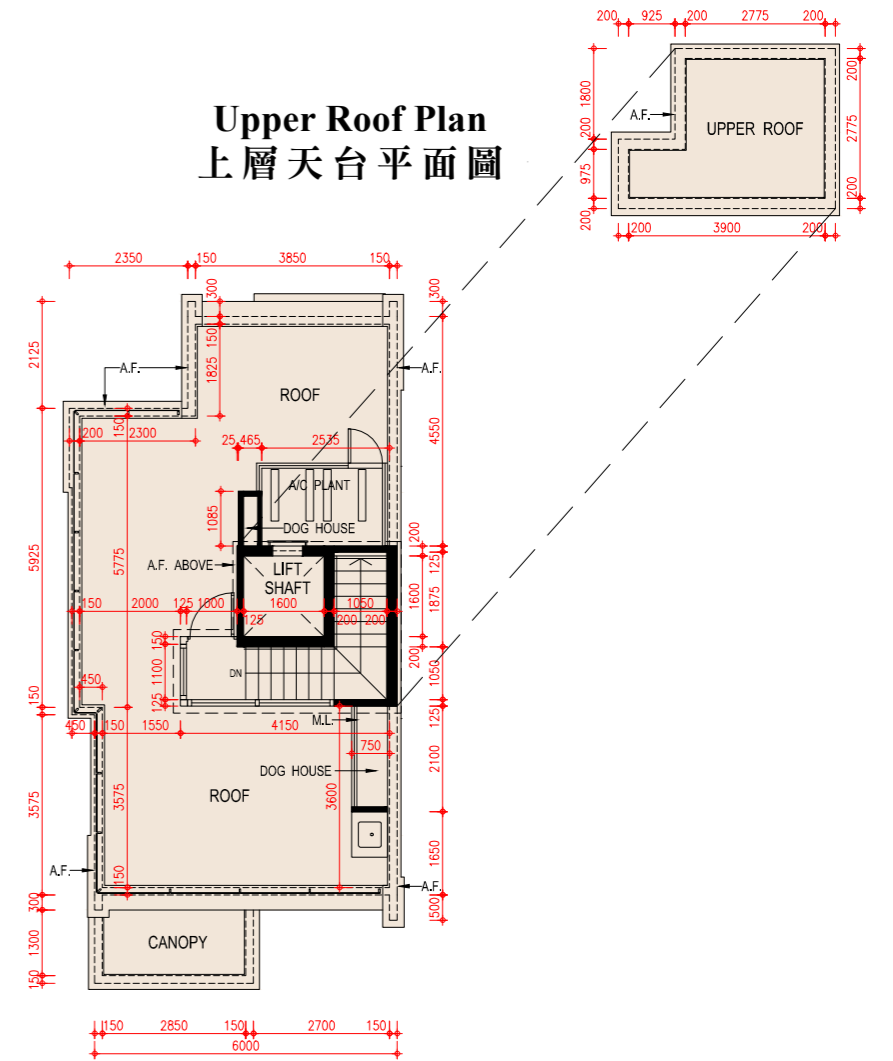 200 925 200 2775 200
Upper Roof Plan
上層天台平面圖
1800
200
975
200
A.F.
UPPER ROOF
200
2775
200
200 3900 200
2350 150 3850 150
300
300
2125
A.F.
150
1825
ROOF
A.F.
4550
150
200 2300
25 465 2535
A/C PLANT
1085
DOG HOUSE
200
5925
5775
A.F. ABOVE
LIFT
SHAFT
125
1600
1875
150 2000 125 1000 1600 1050
125
200 200
150
1100
DN
200
1050
450
125
150
450 150 1550 4150
M.L.
125
750
2100
DOG HOUSE
ROOF
3575
3575
3600
1650
A.F.
150
A.F.
300
500
1300
CANOPY
150
150 2850 150 2700 150
6000